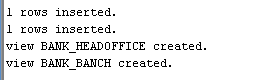 1 rows inserted.
1 rows inserted.
view BANK_HEADOFFICE created.
view BANK_BANCH created.